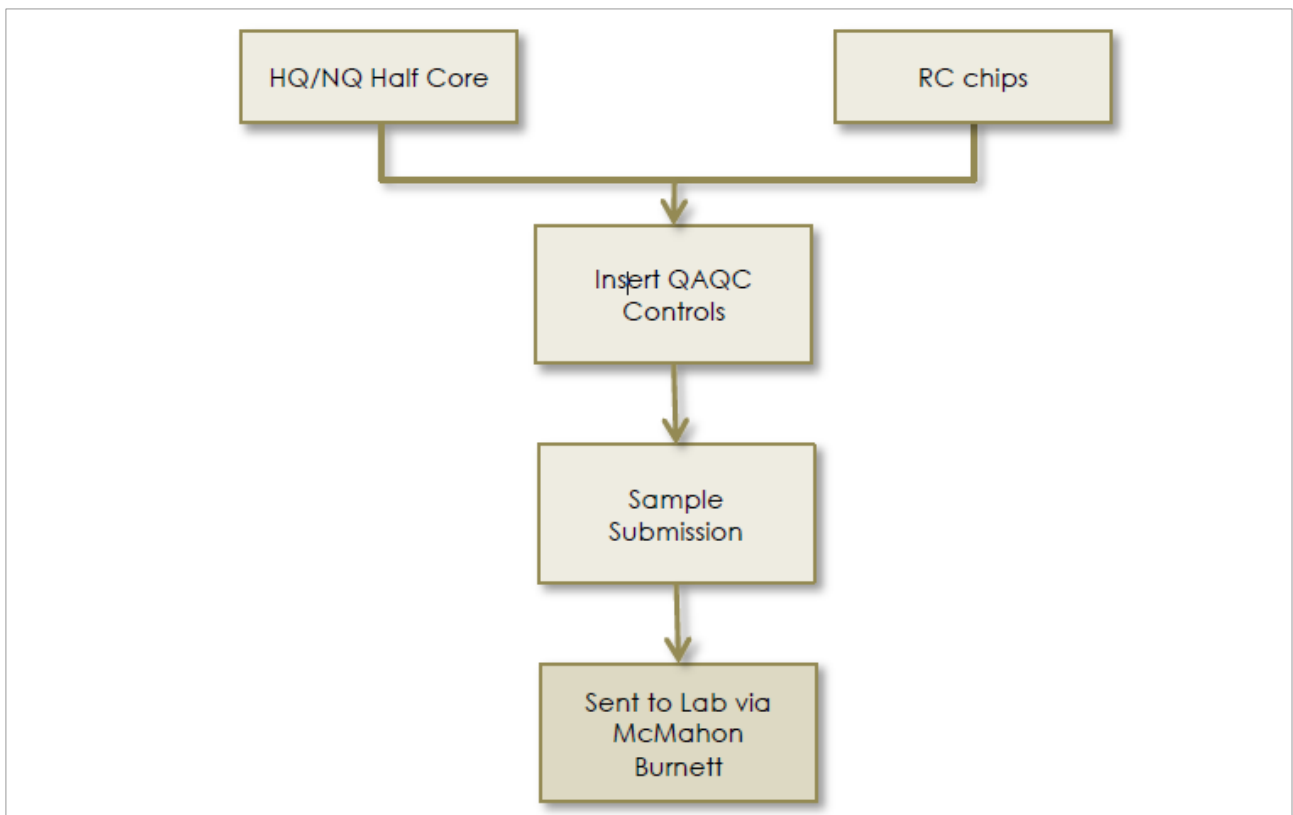 HQ/NQ Half Core
RC chips
Insert QAQC
Controls
Sample
Submission
Sent to Lab via
McMahon
Burnett